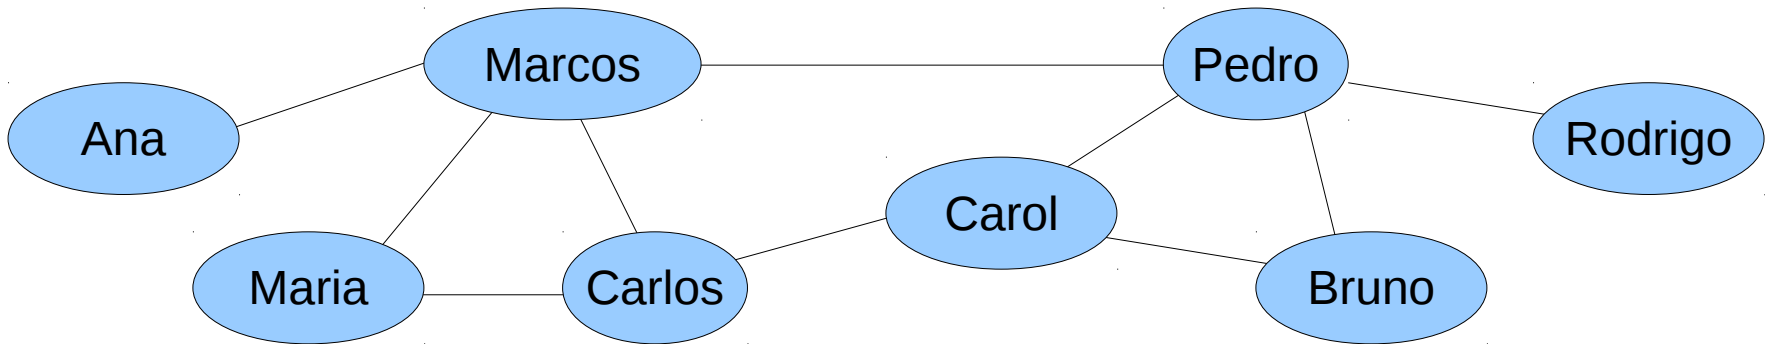 Marcos
Pedro
Ana
Rodrigo
Carol
Maria
Carlos
Bruno